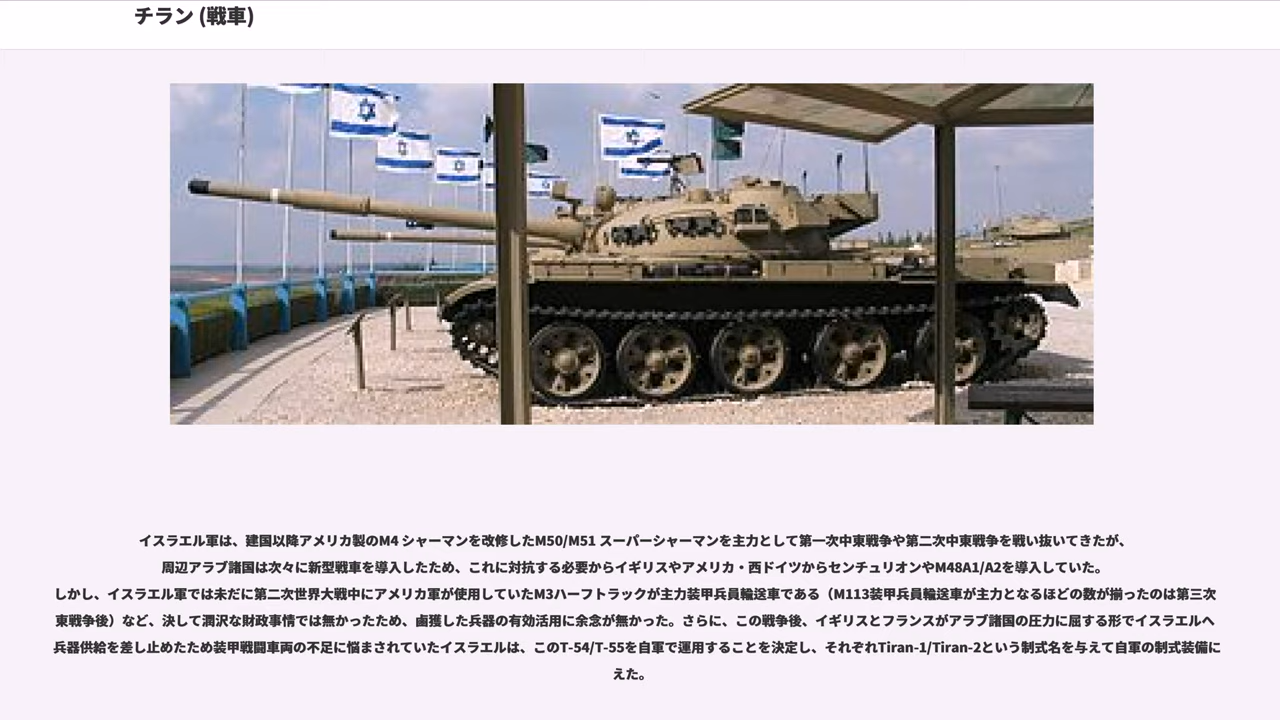 チラン (戦車)
イスラエル軍は、建国以降アメリカ製のM4 シャーマンを改修したM50/M51 スーパーシャーマンを主力として第一次中東戦争や第二次中東戦争を戦い抜いてきたが、
周辺アラブ諸国は次々に新型戦車を導入したため、これに対抗する必要からイギリスやアメリカ・西ドイツからセンチュリオンやM48A1/A2を導入していた。
しかし、イスラエル軍では未だに第二次世界大戦中にアメリカ軍が使用していたM3ハーフトラックが主力装甲兵員輸送車である（M113装甲兵員輸送車が主力となるほどの数が揃ったのは第三次
東戦争後）など、決して潤沢な財政事情では無かったため、鹵獲した兵器の有効活用に余念が無かった。さらに、この戦争後、イギリスとフランスがアラブ諸国の圧力に屈する形でイスラエルへ
兵器供給を差し止めたため装甲戦闘車両の不足に悩まされていたイスラエルは、このT-54/T-55を自軍で運用することを決定し、それぞれTiran-1/Tiran-2という制式名を与えて自軍の制式装備に
えた。